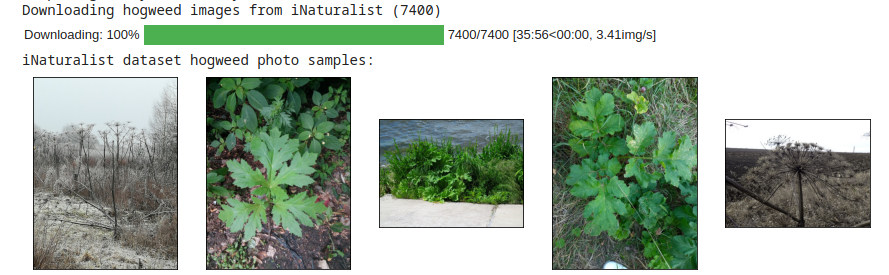 Downloading hogweed images from iNaturalist (7400)
Downloading: 100% 7400/7400 [35:56<00:00, 3.41img/s]
iNaturalist dataset hogweed photo samples: